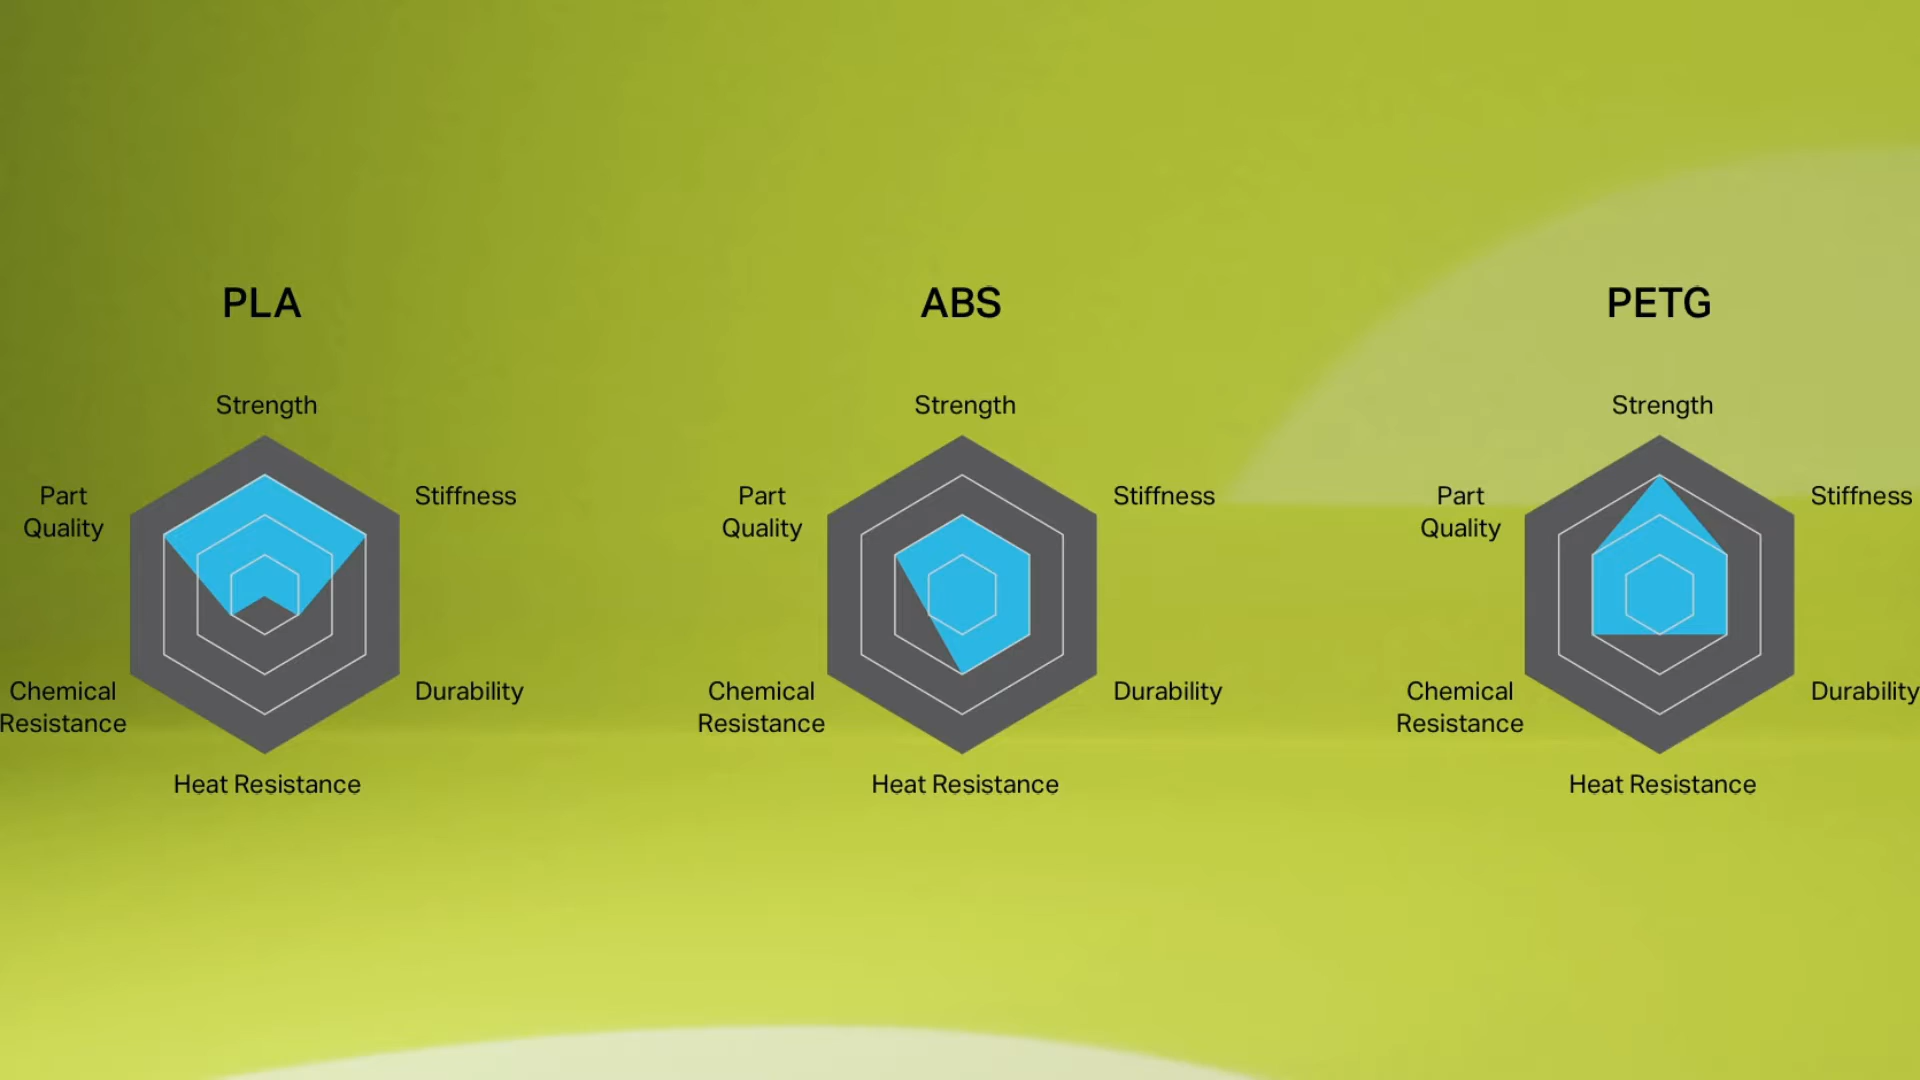 PLA
Strength
Part
Quality
Stiffness
Chemical
Resistance
Durability
Heat Resistance
ABS
Strength
Part
Quality
Stiffness
Chemical
Resistance
Durability
Heat Resistance
PETG
Strength
Part
Quality
Stiffness
Chemical
Resistance
Durability
Heat Resistance